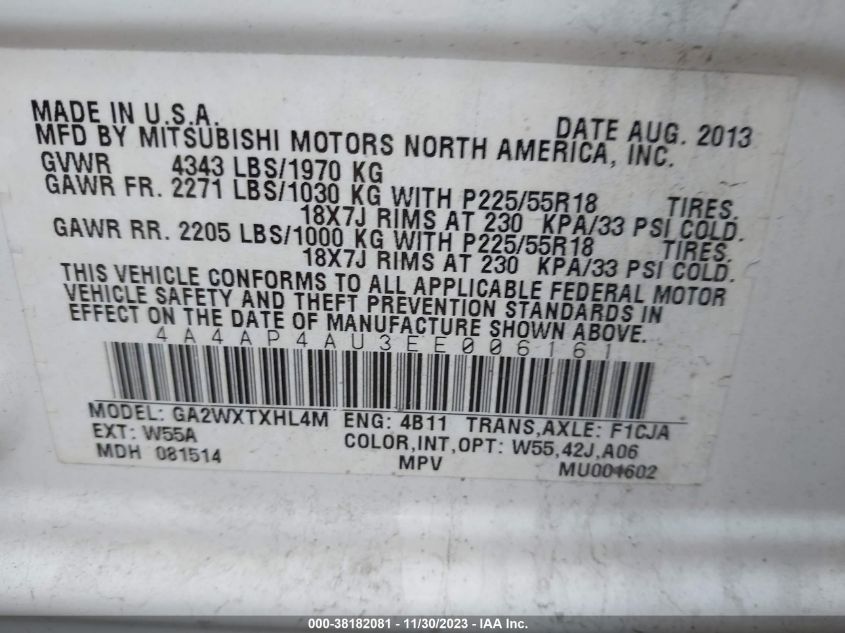 MADE IN U.S.A. DATE AUG. 2013
MFD BY MITSUBISHI MOTORS NORTH AMERICA, INC.
GVWR 4343 LBS/1970 KG
GAWR FR. 2271 LBS/1030 KG WITH P225/55R18 TIRES.
18X7J RIMS AT 230 KPA/33 PSI COLD.
GAWR RR. 2205 LBS/1000 KG WITH P225/55R18 TIRES.
18X7J RIMS AT 230 KPA/33 PSI COLD.
THIS VEHICLE CONFORMS TO ALL APPLICABLE FEDERAL MOTOR
VEHICLE SAFETY AND THEFT PREVENTION STANDARDS IN
EFFECT ON THE DATE OF MANUFACTURE SHOWN ABOVE.
4A4AP4AU3EE006161
MODEL: GA2WXTXHL4M ENG: 4B11 TRANS,AXLE: F1CJA
EXT: W55A COLOR,INT,OPT: W55,42J,A06
MDH 081514 MPV MU001602
000-38182081 - 11/30/2023 - IAA Inc.